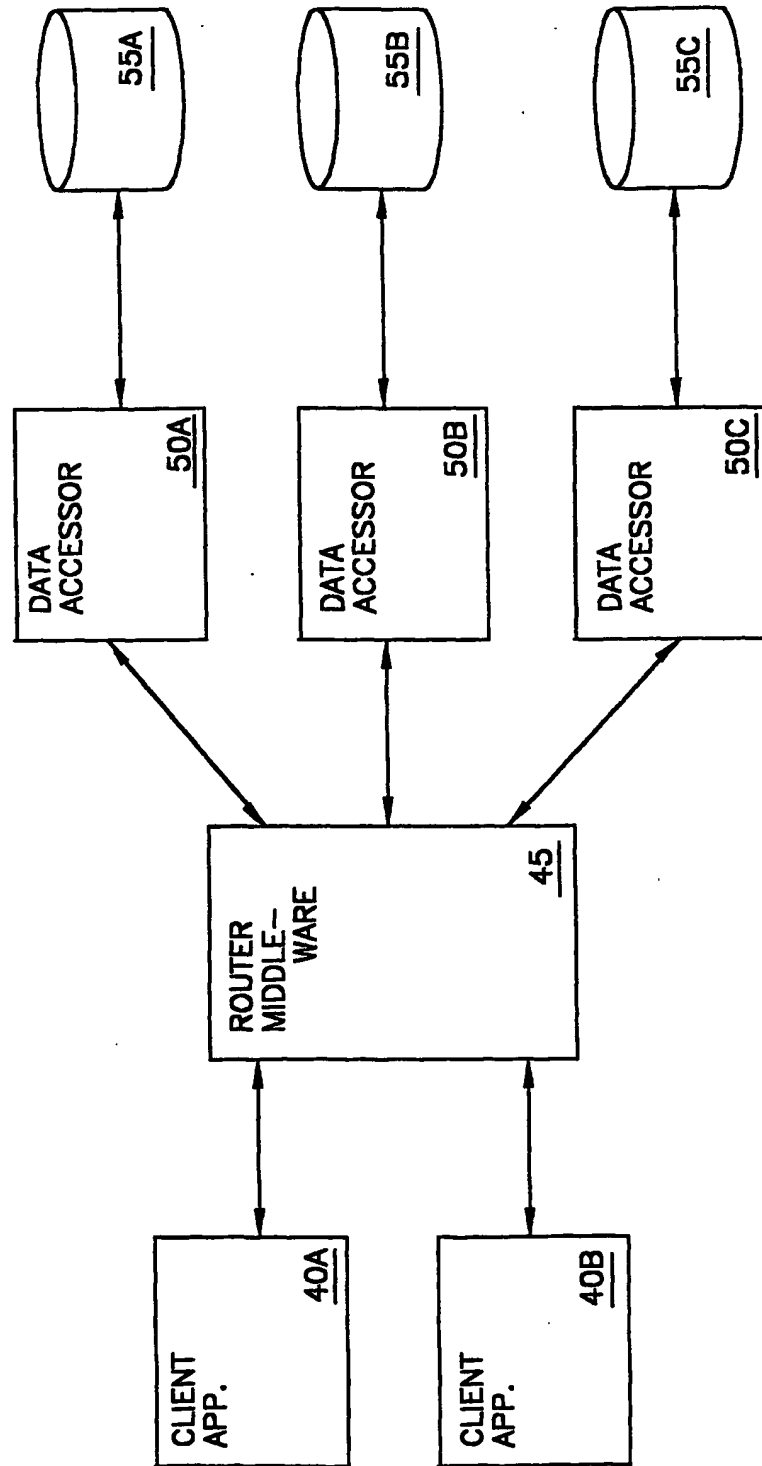 CLIENT
APP.
40A
CLIENT
APP.
40B
ROUTER
MIDDLE-
WARE
45
DATA
ACCESSOR
50A
DATA
ACCESSOR
50B
DATA
ACCESSOR
50C
55A
55B
55C